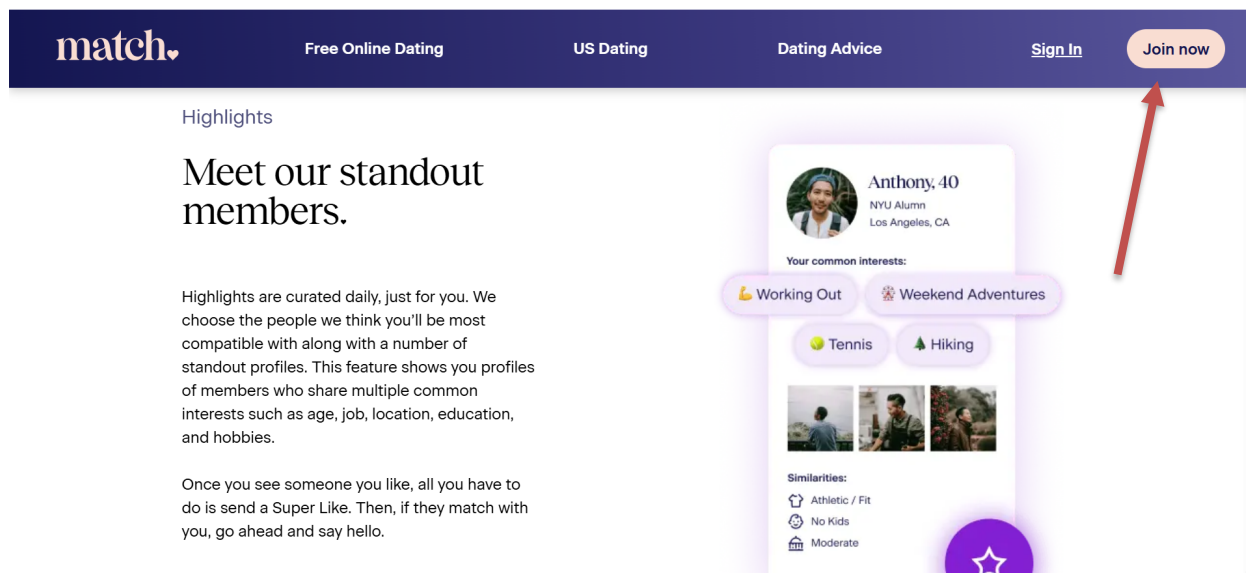 match
Free Online Dating
US Dating
Dating Advice
Sign In
Join now
Highlights
Meet our standout
members.
Highlights are curated daily, just for you. We
choose the people we think you’ll be most
compatible with along with a number of
standout profiles. This feature shows you profiles
of members who share multiple common
interests such as age, job, location, education,
and hobbies.
Once you see someone you like, all you have to
do is send a Super Like. Then, if they match with
you, go ahead and say hello.
Anthony, 40
NYU Alumn
Los Angeles, CA
Your common interests:
Working Out
Weekend Adventures
Tennis
Hiking
Similarities:
Athletic / Fit
No Kids
Moderate